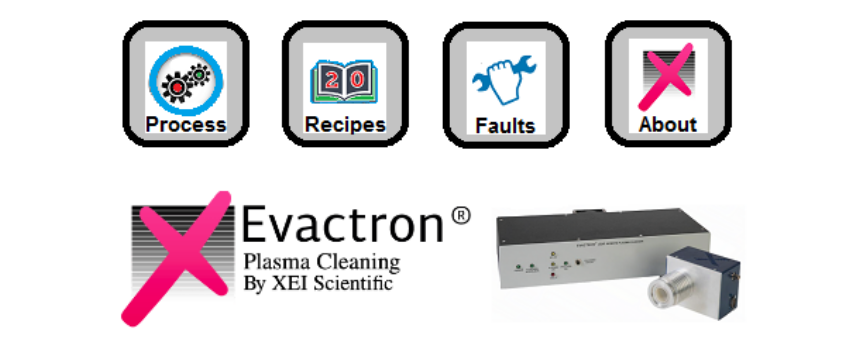 Process
20
Recipes
Faults
About
Evactron®
Plasma Cleaning
By XEI Scientific